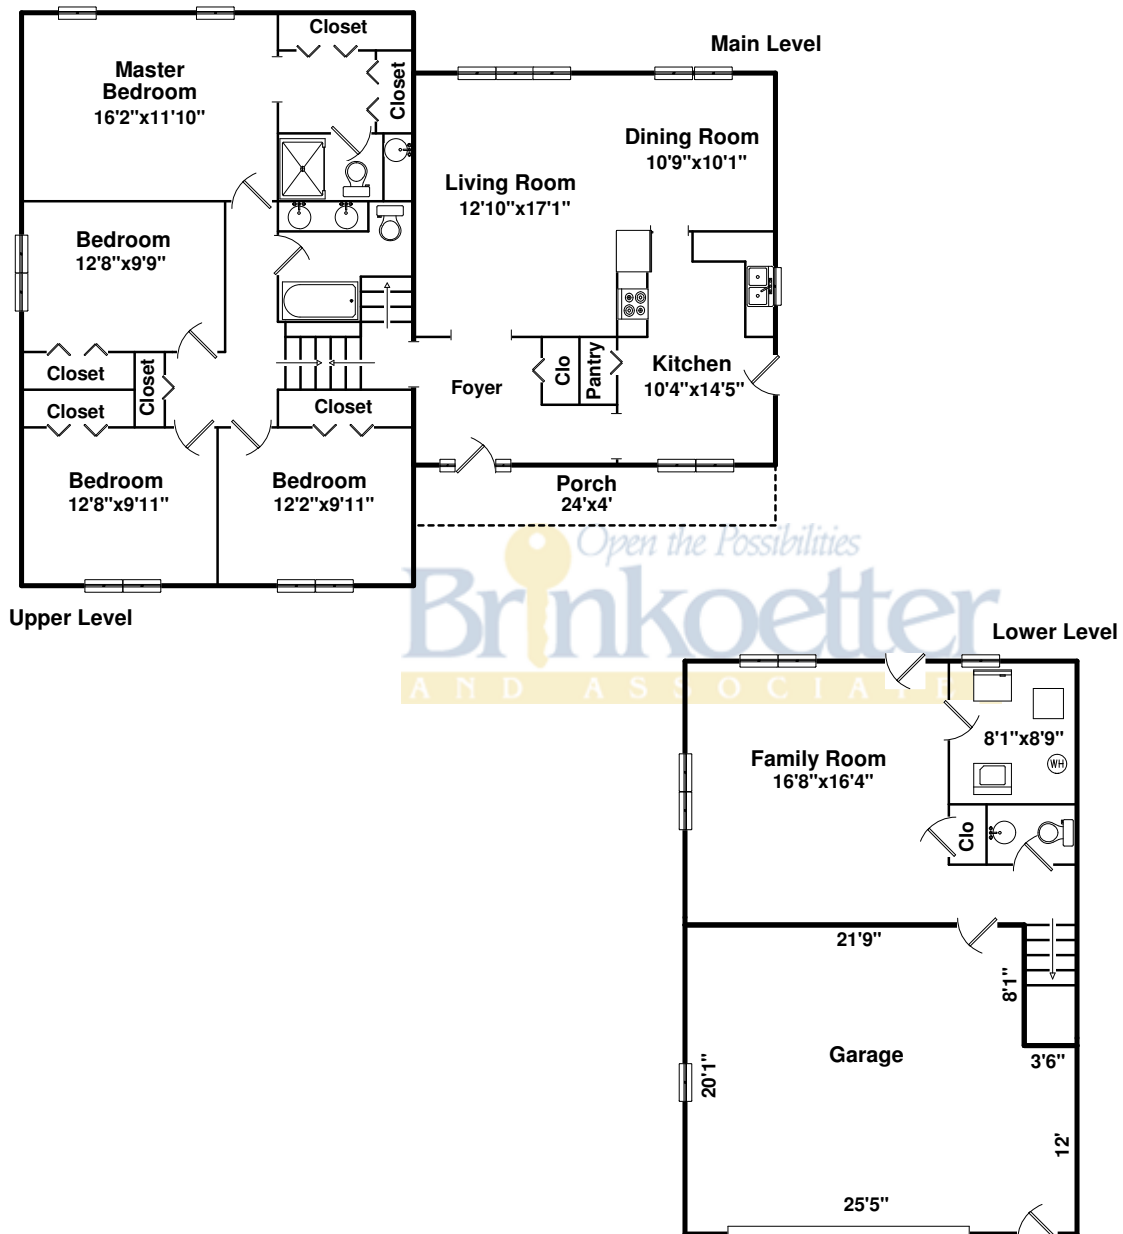 Closet
Main Level
Master
Bedroom
16'2"x11'10"
Closet
Dining Room
10'9"x10'1"
Living Room
12'10"x17'1"
Bedroom
12'8"x9'9"
Closet
Closet
Closet
Closet
Foyer
Clo
Pantry
Kitchen
10'4"x14'5"
Bedroom
12'8"x9'11"
Bedroom
12'2"x9'11"
Porch
24'x4'
Upper Level
Open the Possibilities
Brinkoetter
AND ASSOCIATE
Lower Level
8'1"x8'9"
WH
Family Room
16'8"x16'4"
Clo
21'9"
8'1"
Garage
3'6"
20'1"
12'
25'5"